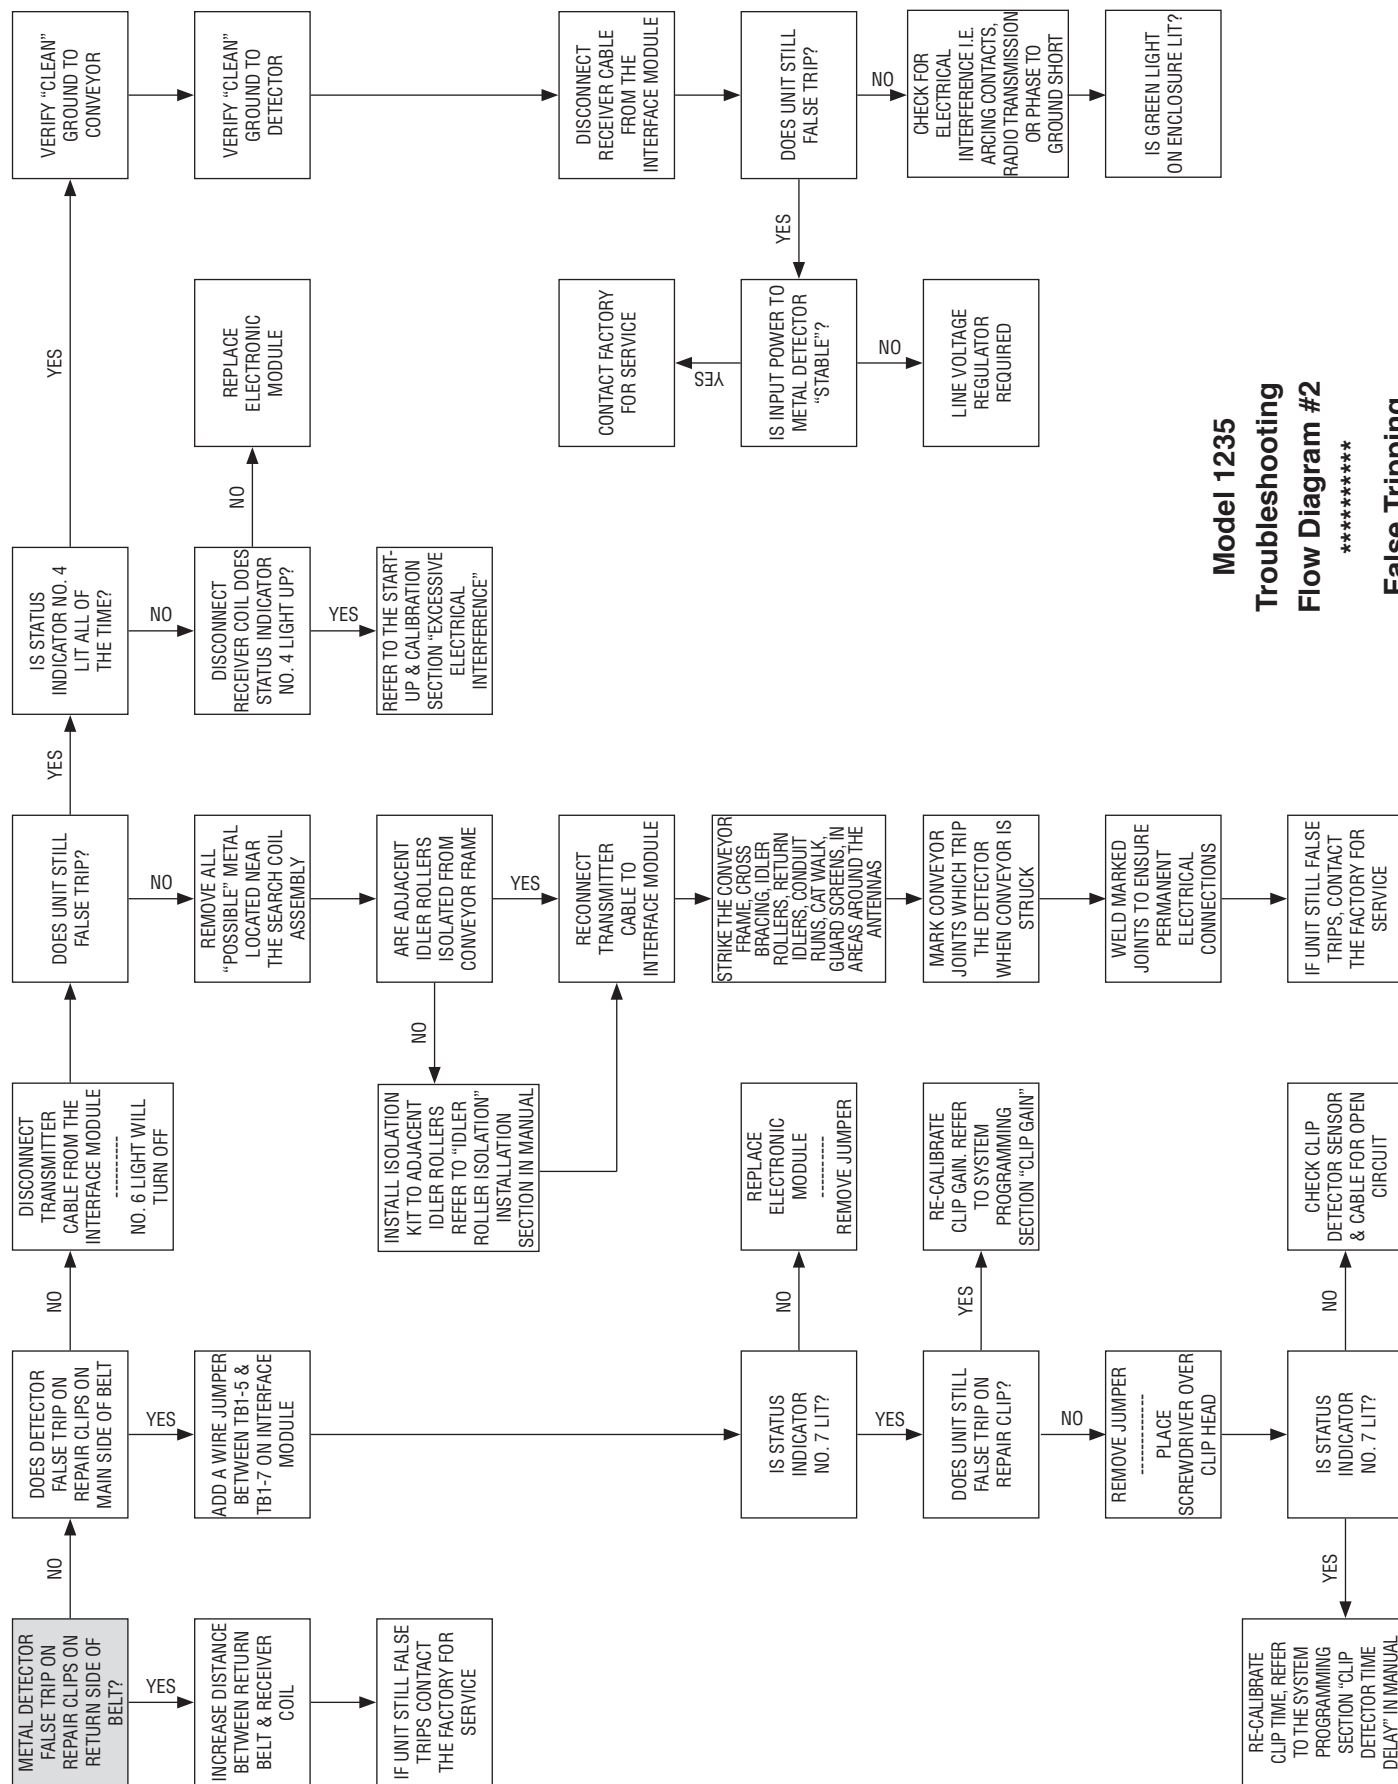 METAL DETECTOR
FALSE TRIP ON
REPAIR CLIPS ON
RETURN SIDE OF
BELT?
NO
YES
INCREASE DISTANCE
BETWEEN RETURN
BELT & RECEIVER
COIL
IF UNIT STILL FALSE
TRIPS CONTACT
THE FACTORY FOR
SERVICE
DOES DETECTOR
FALSE TRIP ON
REPAIR CLIPS ON
MAIN SIDE OF BELT
NO
YES
ADD A WIRE JUMPER
BETWEEN TB1-5 &
TB1-7 ON INTERFACE
MODULE
IS STATUS
INDICATOR
NO. 7 LIT?
NO
YES
REPLACE
ELECTRONIC
MODULE
----------
REMOVE JUMPER
DOES UNIT STILL
FALSE TRIP ON
REPAIR CLIP?
YES
NO
RE-CALIBRATE
CLIP GAIN. REFER
TO SYSTEM
PROGRAMMING
SECTION “CLIP GAIN”
REMOVE JUMPER
-------------
PLACE
SCREWDRIVER OVER
CLIP HEAD
IS STATUS
INDICATOR
NO. 7 LIT?
NO
YES
CHECK CLIP
DETECTOR SENSOR
& CABLE FOR OPEN
CIRCUIT
RE-CALIBRATE
CLIP TIME, REFER
TO THE SYSTEM
PROGRAMMING
SECTION “CLIP
DETECTOR TIME
DELAY” IN MANUAL
DISCONNECT
TRANSMITTER
CABLE FROM THE
INTERFACE MODULE
----------
NO. 6 LIGHT WILL
TURN OFF
DOES UNIT STILL
FALSE TRIP?
YES
NO
REMOVE ALL
“POSSIBLE” METAL
LOCATED NEAR
THE SEARCH COIL
ASSEMBLY
ARE ADJACENT
IDLER ROLLERS
ISOLATED FROM
CONVEYOR FRAME
NO
YES
INSTALL ISOLATION
KIT TO ADJACENT
IDLER ROLLERS
REFER TO “IDLER
ROLLER ISOLATION”
INSTALLATION
SECTION IN MANUAL
RECONNECT
TRANSMITTER
CABLE TO
INTERFACE MODULE
STRIKE THE CONVEYOR
FRAME, CROSS
BRACING, IDLER
ROLLERS, RETURN
IDLERS, CONDUIT
RUNS, CAT WALK,
GUARD SCREENS, IN
AREAS AROUND THE
ANTENNAS
MARK CONVEYOR
JOINTS WHICH TRIP
THE DETECTOR
WHEN CONVEYOR IS
STRUCK
WELD MARKED
JOINTS TO ENSURE
PERMANENT
ELECTRICAL
CONNECTIONS
IF UNIT STILL FALSE
TRIPS, CONTACT
THE FACTORY FOR
SERVICE
IS STATUS
INDICATOR NO. 4
LIT ALL OF
THE TIME?
YES
NO
DISCONNECT
RECEIVER COIL DOES
STATUS INDICATOR
NO. 4 LIGHT UP?
NO
YES
REPLACE
ELECTRONIC
MODULE
REFER TO THE START-
UP & CALIBRATION
SECTION “EXCESSIVE
ELECTRICAL
INTERFERENCE”
VERIFY “CLEAN”
GROUND TO
CONVEYOR
VERIFY “CLEAN”
GROUND TO
DETECTOR
DISCONNECT
RECEIVER CABLE
FROM THE
INTERFACE MODULE
DOES UNIT STILL
FALSE TRIP?
NO
YES
CHECK FOR
ELECTRICAL
INTERFERENCE I.E.
ARCING CONTACTS,
RADIO TRANSMISSION
OR PHASE TO
GROUND SHORT
IS GREEN LIGHT
ON ENCLOSURE LIT?
IS INPUT POWER TO
METAL DETECTOR
“STABLE”?
YES
NO
CONTACT FACTORY
FOR SERVICE
LINE VOLTAGE
REGULATOR
REQUIRED
Model 1235
Troubleshooting
Flow Diagram #2
**********
False Tripping